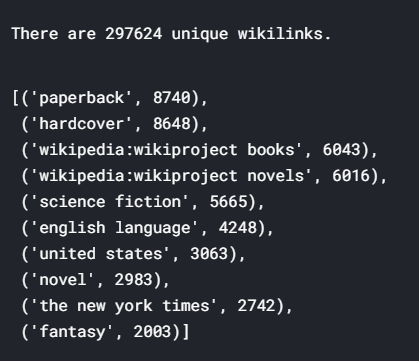 There are 297624 unique wikilinks.
[('paperback', 8740),
('hardcover', 8648),
('wikipedia:wikiproject books', 6043),
('wikipedia:wikiproject novels', 6016),
('science fiction', 5665),
('english language', 4248),
('united states', 3063),
('novel', 2983),
('the new york times', 2742),
('fantasy', 2003)]